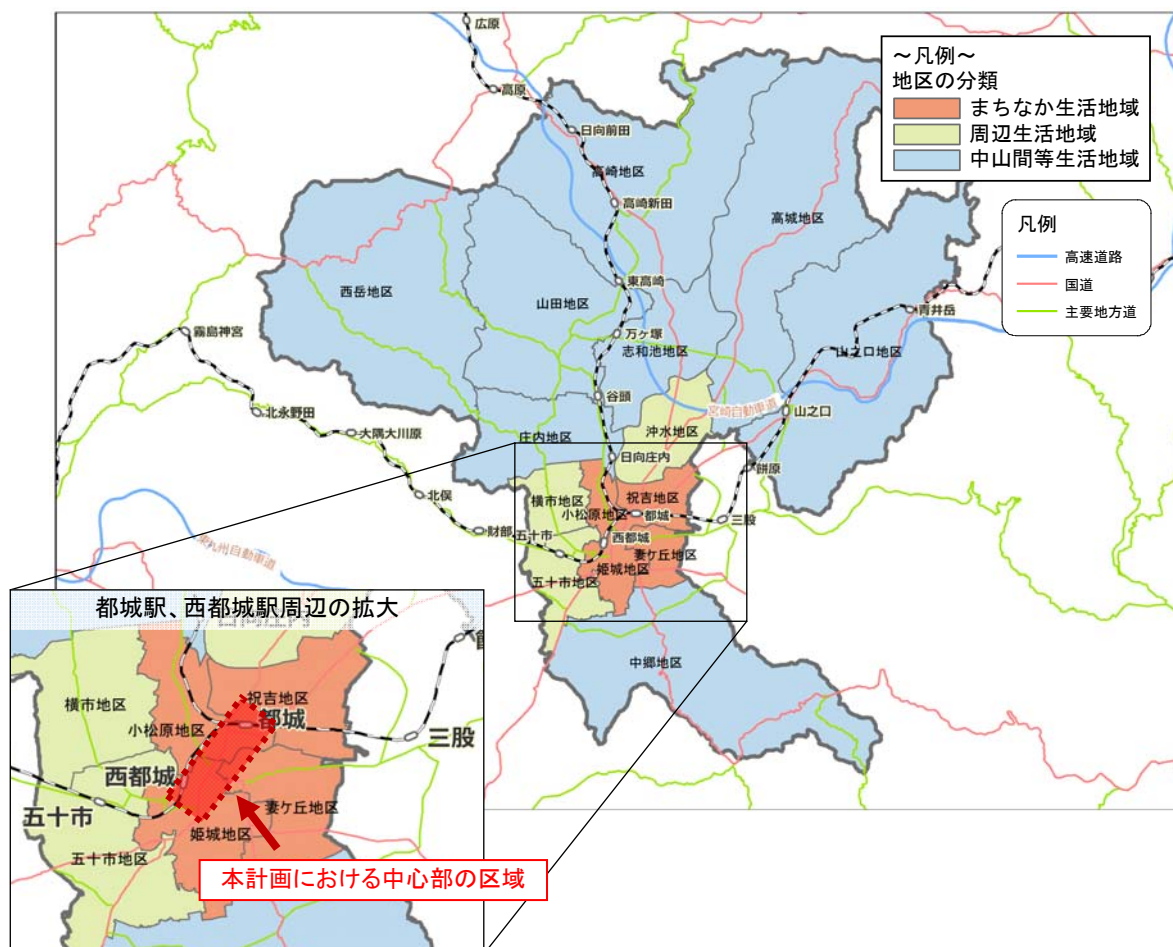 広原
高原
日向前田
高崎地区
高崎新田
高城地区
～凡例～
地区の分類
まちなか生活地域
周辺生活地域
中山間等生活地域
凡例
高速道路
国道
主要地方道
西岳地区
山田地区
東高崎
霧島神宮
万ヶ塚
志和池地区
青井岳
山之口地区
谷頭
宮崎自動車道
山之口
北永野田
大隅大川原
庄内地区
沖水地区
日向庄内
餅原
北俣
横市地区
祝吉地区
小松原地区
都城
三股
財部
五十市
西都城
妻ケ丘地区
姫城地区
五十市地区
東九州自動車道
中郷地区
都城駅、西都城駅周辺の拡大
日向庄内
横市地区
祝吉地区
小松原地区
都城
三股
西都城
五十市
妻ケ丘地区
姫城地区
五十市地区
本計画における中心部の区域